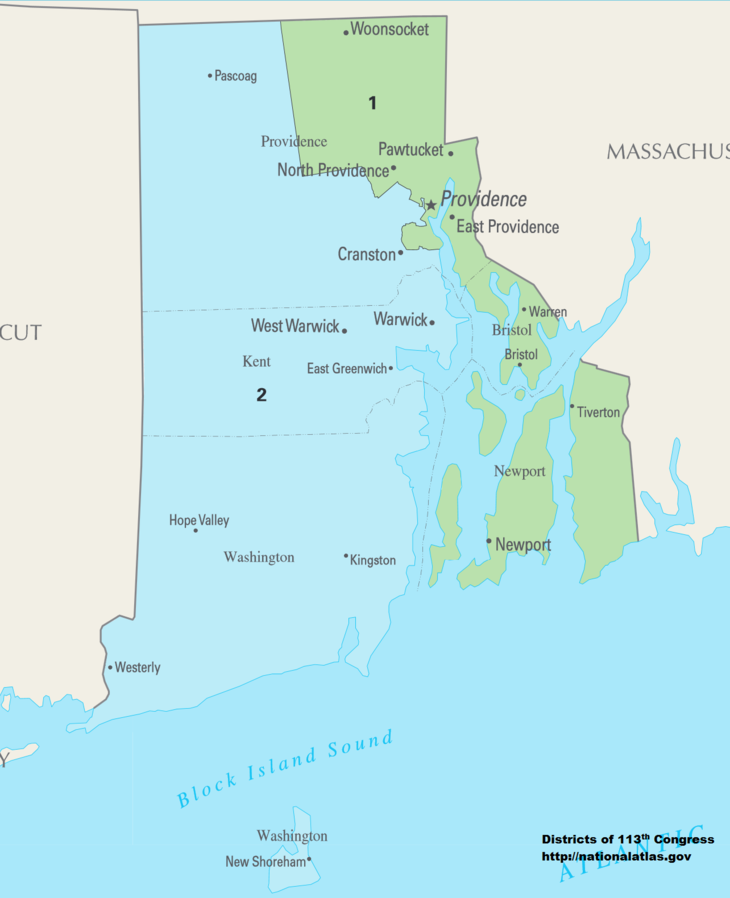 Woonsocket
Pascoag
1
Providence
Pawtucket
MASSACHUS
North Providence
Providence
East Providence
Cranston
Warren
West Warwick
Warwick
Bristol
CUT
Bristol
Kent
East Greenwich
2
Tiverton
Newport
Hope Valley
Newport
Washington
Kingston
Westerly
Block Island Sound
Y
Washington
New Shoreham
Districts of 113th Congress
http://nationalatlas.gov
ATLANTIC